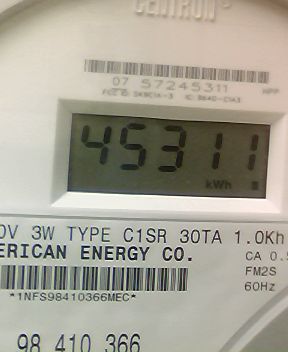 CENTRON®
07 57245311
45311
kWh
0V 3W TYPE C1SR 30TA 1.0Kh
ERICAN ENERGY CO.
CA 0.5
FM2S
60Hz
*1NFS98410366MEC*
98 410 366